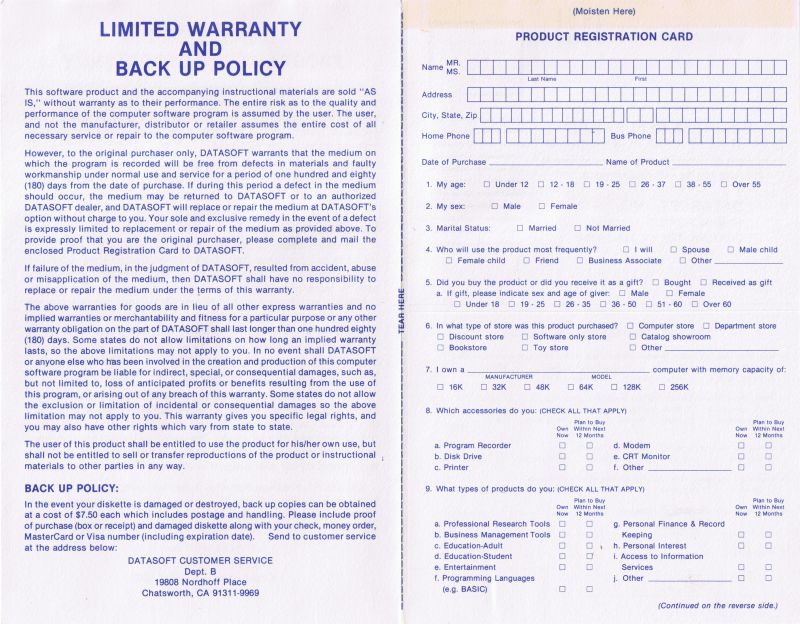 LIMITED WARRANTY
AND
BACK UP POLICY
This software product and the accompanying instructional materials are sold "AS
IS," without warranty as to their performance. The entire risk as to the quality and
performance of the computer software program is assumed by the user. The user,
and not the manufacturer, distributor or retailer assumes the entire cost of all
necessary service or repair to the computer software program.
However, to the original purchaser only, DATASOFT warrants that the medium on
which the program is recorded will be free from defects in materials and faulty
workmanship under normal use and service for a period of one hundred and eighty
(180) days from the date of purchase. If during this period a defect in the medium
should occur, the medium may be returned to DATASOFT or to an authorized
DATASOFT dealer, and DATASOFT will replace or repair the medium at DATASOFT's
option without charge to you. Your sole and exclusive remedy in the event of a defect
is expressly limited to replacement or repair of the medium as provided above. To
provide proof that you are the original purchaser, please complete and mail the
enclosed Product Registration Card to DATASOFT.
If failure of the medium, in the judgment of DATASOFT, resulted from accident, abuse
or misapplication of the medium, then DATASOFT shall have no responsibility to
replace or repair the medium under the terms of this warranty.
The above warranties for goods are in lieu of all other express warranties and no
implied warranties or merchantability and fitness for a particular purpose or any other
warranty obligation on the part of DATASOFT shall last longer than one hundred eighty
(180) days. Some states do not allow limitations on how long an implied warranty
lasts, so the above limitations may not apply to you. In no event shall DATASOFT
or anyone else who has been involved in the creation and production of this computer
software program be liable for indirect, special, or consequential damages, such as,
but not limited to, loss of anticipated profits or benefits resulting from the use of
this program, or arising out of any breach of this warranty. Some states do not allow
the exclusion or limitation of incidental or consequential damages so the above
limitation may not apply to you. This warranty gives you specific legal rights, and
you may also have other rights which vary from state to state.
The user of this product shall be entitled to use the product for his/her own use, but
shall not be entitled to sell or transfer reproductions of the product or instructional
materials to other parties in any way.
BACK UP POLICY:
In the event your diskette is damaged or destroyed, back up copies can be obtained
at a cost of $7.50 each which includes postage and handling. Please include proof
of purchase (box or receipt) and damaged diskette along with your check, money order,
MasterCard or Visa number (including expiration date). Send to customer service
at the address below:
DATASOFT CUSTOMER SERVICE
Dept. B
19808 Nordhoff Place
Chatsworth, CA 91311-9969
TEAR HERE
(Moisten Here)
PRODUCT REGISTRATION CARD
Name MR.
MS.
Last Name First
Address
City, State, Zip
Home Phone Bus Phone
Date of Purchase Name of Product
1. My age: □ Under 12 □ 12 - 18 □ 19 - 25 □ 26 - 37 □ 38 - 55 □ Over 55
2. My sex: □ Male □ Female
3. Marital Status: □ Married □ Not Married
4. Who will use the product most frequently? □ I will □ Spouse □ Male child
□ Female child □ Friend □ Business Associate □ Other
5. Did you buy the product or did you receive it as a gift? □ Bought □ Received as gift
a. If gift, please indicate sex and age of giver: □ Male □ Female
□ Under 18 □ 19 - 25 □ 26 - 35 □ 36 - 50 □ 51 - 60 □ Over 60
6. In what type of store was this product purchased? □ Computer store □ Department store
□ Discount store □ Software only store □ Catalog showroom
□ Bookstore □ Toy store □ Other
7. I own a computer with memory capacity of:
MANUFACTURER MODEL
□ 16K □ 32K □ 48K □ 64K □ 128K □ 256K
8. Which accessories do you: (CHECK ALL THAT APPLY)
Plan to Buy Plan to Buy
Own Within Next Own Within Next
Now 12 Months Now 12 Months
a. Program Recorder □ □ d. Modem □ □
b. Disk Drive □ □ e. CRT Monitor □ □
c. Printer □ □ f. Other □ □
9. What types of products do you: (CHECK ALL THAT APPLY)
Plan to Buy Plan to Buy
Own Within Next Own Within Next
Now 12 Months Now 12 Months
a. Professional Research Tools □ □ g. Personal Finance & Record
b. Business Management Tools □ □ Keeping □ □
c. Education-Adult □ □ h. Personal Interest □ □
d. Education-Student □ □ i. Access to Information
e. Entertainment □ □ Services □ □
f. Programming Languages j. Other □ □
(e.g. BASIC) □ □
(Continued on the reverse side.)